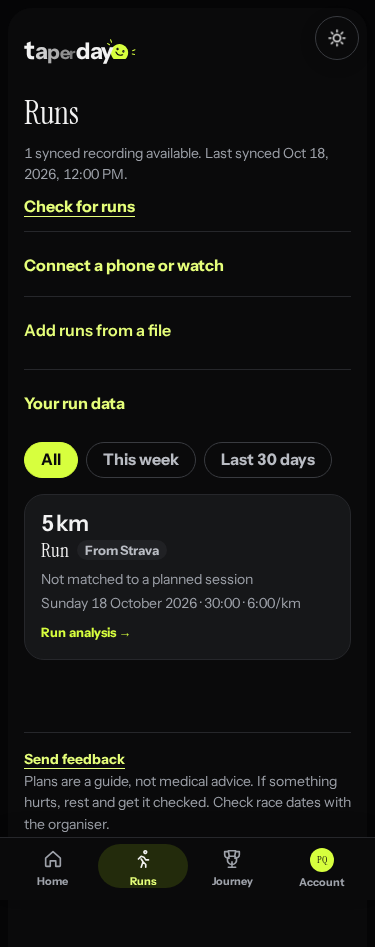 taperday
Runs
1 synced recording available. Last synced Oct 18,
2026, 12:00 PM.
Check for runs
Connect a phone or watch
Add runs from a file
Your run data
All This week Last 30 days
5 km
Run From Strava
Not matched to a planned session
Sunday 18 October 2026 · 30:00 · 6:00/km
Run analysis →
Send feedback
Plans are a guide, not medical advice. If something
hurts, rest and get it checked. Check race dates with
the organiser.
PQ
Home Runs Journey Account